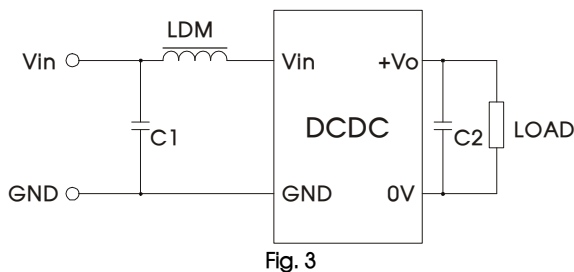 LDM
Vin
Vin
+Vo
C1
DCDC
C2
LOAD
GND
GND
0V
Fig. 3